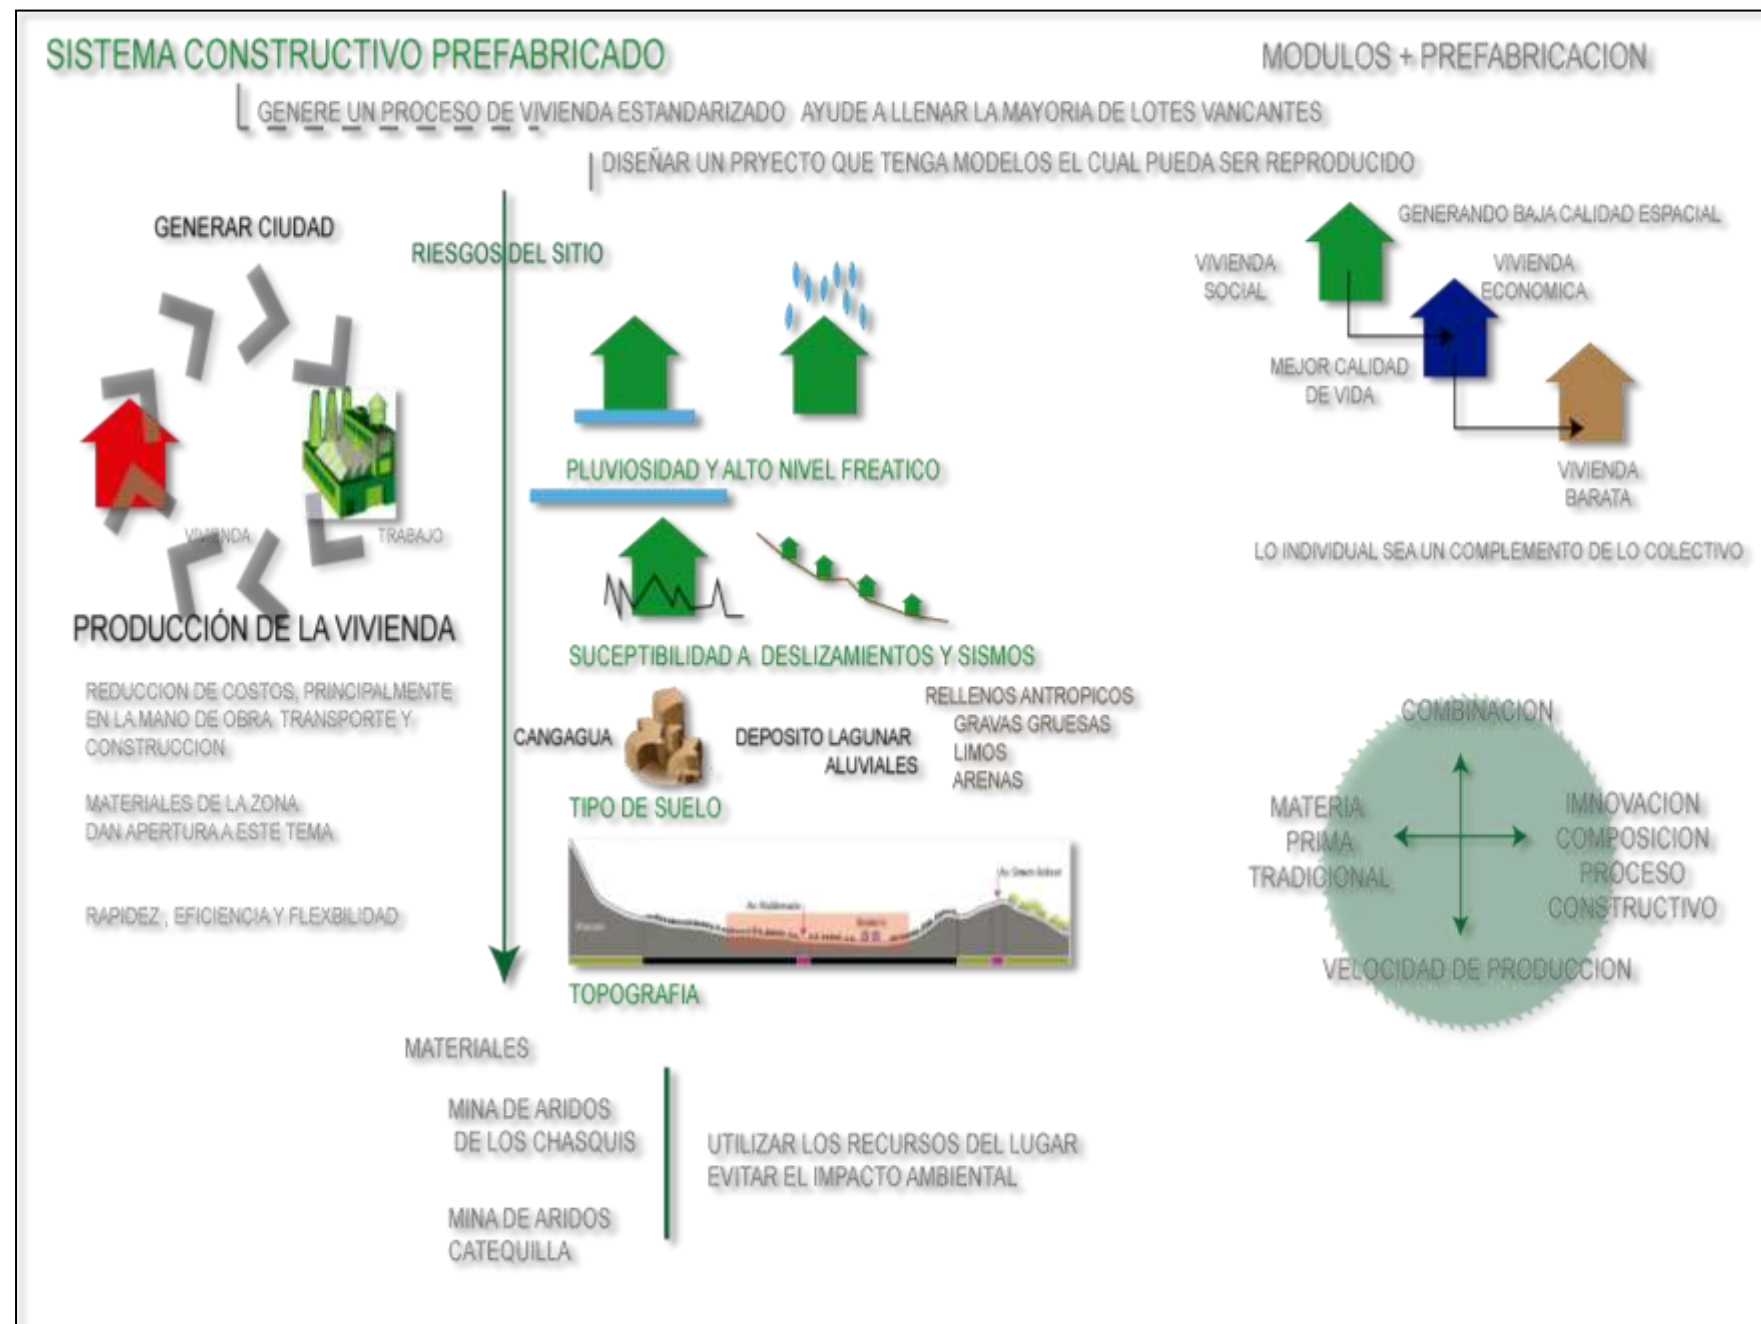 SISTEMA CONSTRUCTIVO PREFABRICADO
MODULOS + PREFABRICACION
GENERE UN PROCESO DE VIVIENDA ESTANDARIZADO AYUDE A LLENAR LA MAYORIA DE LOTES VANCANTES
DISEÑAR UN PRYECTO QUE TENGA MODELOS EL CUAL PUEDA SER REPRODUCIDO
GENERAR CIUDAD
VIVIENDA
TRABAJO
PRODUCCIÓN DE LA VIVIENDA
REDUCCION DE COSTOS, PRINCIPALMENTE
EN LA MANO DE OBRA, TRANSPORTE Y
CONSTRUCCION
MATERIALES DE LA ZONA
DAN APERTURA A ESTE TEMA
RAPIDEZ , EFICIENCIA Y FLEXBILIDAD
RIESGOS DEL SITIO
PLUVIOSIDAD Y ALTO NIVEL FREATICO
SUCEPTIBILIDAD A DESLIZAMIENTOS Y SISMOS
CANGAGUA
DEPOSITO LAGUNAR
ALUVIALES
RELLENOS ANTROPICOS
GRAVAS GRUESAS
LIMOS
ARENAS
TIPO DE SUELO
Av. Maldonado
TOPOGRAFIA
MATERIALES
MINA DE ARIDOS
DE LOS CHASQUIS
MINA DE ARIDOS
CATEQUILLA
UTILIZAR LOS RECURSOS DEL LUGAR
EVITAR EL IMPACTO AMBIENTAL
GENERANDO BAJA CALIDAD ESPACIAL
VIVIENDA
SOCIAL
VIVIENDA
ECONOMICA
MEJOR CALIDAD
DE VIDA
VIVIENDA
BARATA
LO INDIVIDUAL SEA UN COMPLEMENTO DE LO COLECTIVO
COMBINACION
MATERIA
PRIMA
TRADICIONAL
IMNOVACION
COMPOSICION
PROCESO
CONSTRUCTIVO
VELOCIDAD DE PRODUCCION